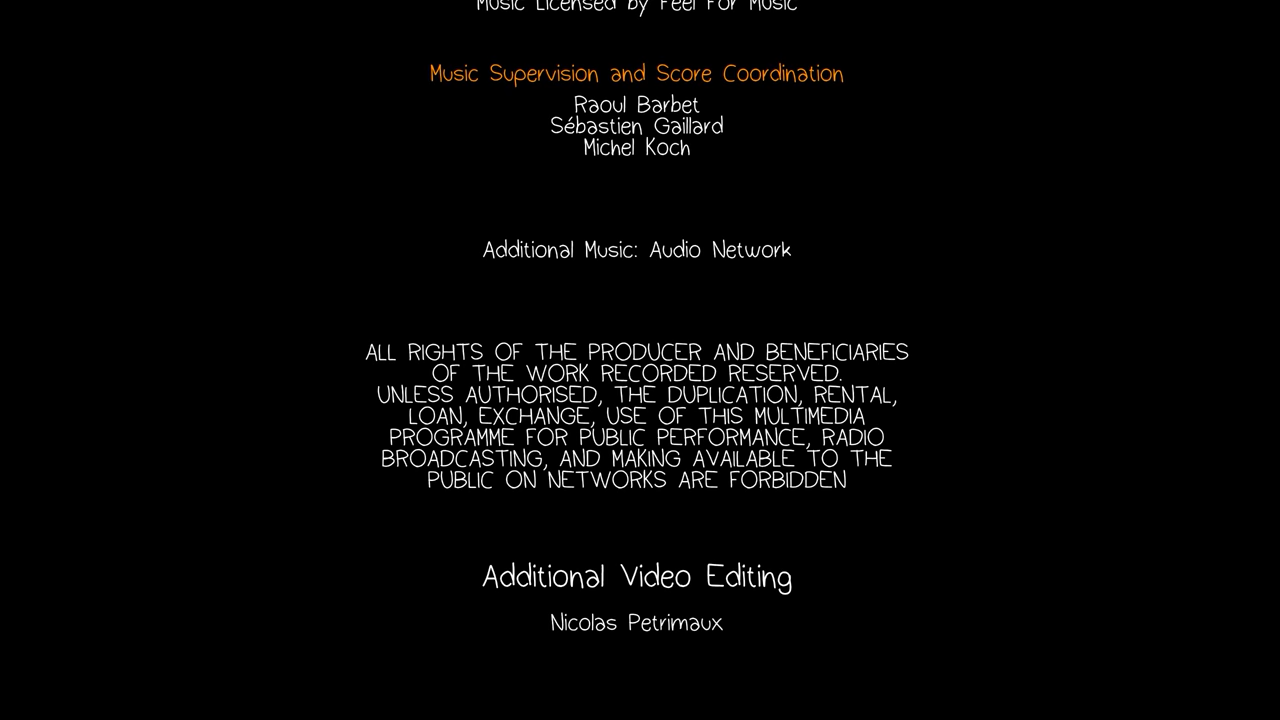 Music Licensed by Feel For Music
Music Supervision and Score Coordination
Raoul Barbet
Sébastien Gaillard
Michel Koch
Additional Music: Audio Network
ALL RIGHTS OF THE PRODUCER AND BENEFICIARIES
OF THE WORK RECORDED RESERVED.
UNLESS AUTHORISED, THE DUPLICATION, RENTAL,
LOAN, EXCHANGE, USE OF THIS MULTIMEDIA
PROGRAMME FOR PUBLIC PERFORMANCE, RADIO
BROADCASTING, AND MAKING AVAILABLE TO THE
PUBLIC ON NETWORKS ARE FORBIDDEN
Additional Video Editing
Nicolas Petrimaux